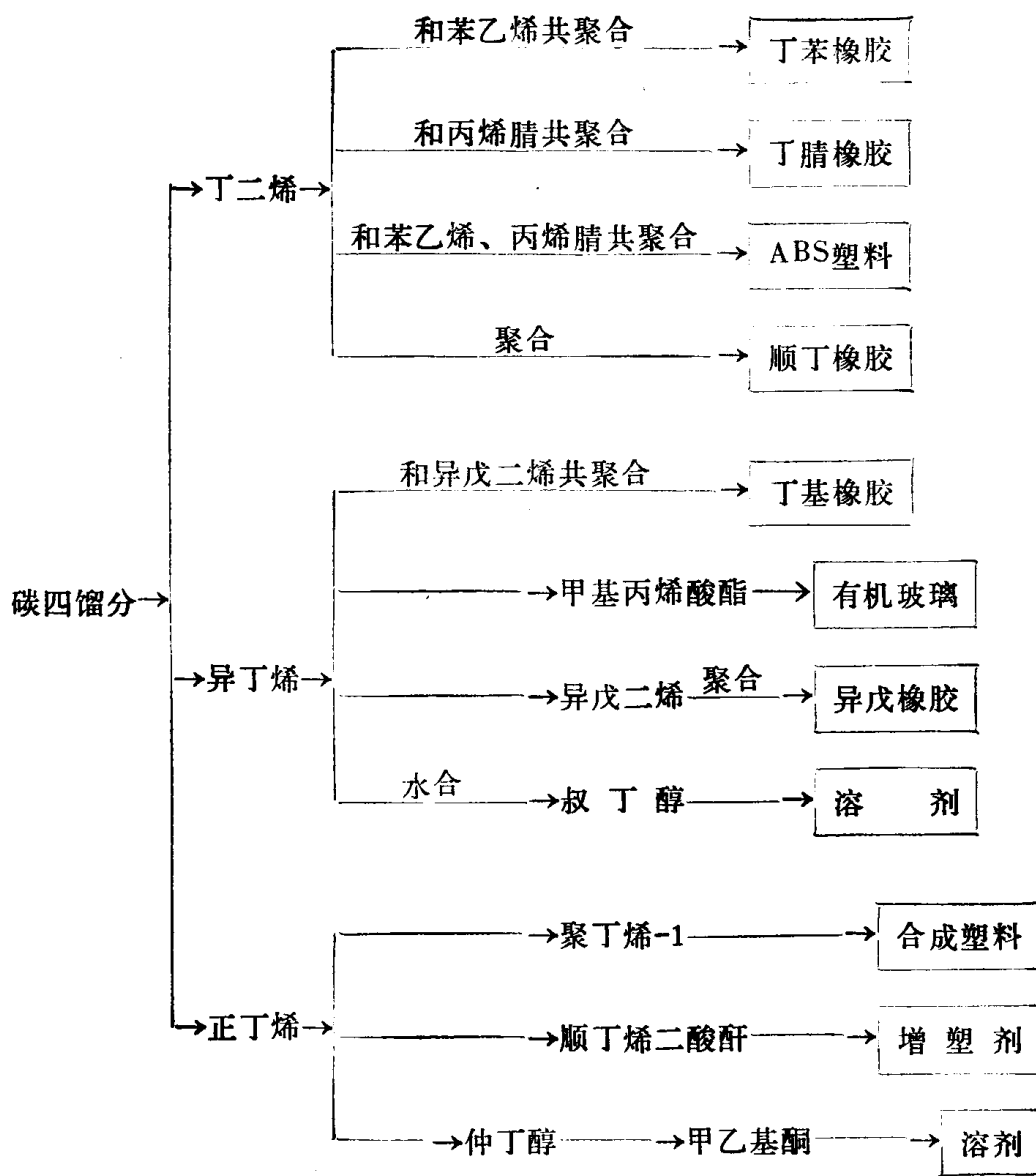 和苯乙烯共聚合 → 丁苯橡胶
和丙烯腈共聚合 → 丁腈橡胶
→丁二烯→
和苯乙烯、丙烯腈共聚合 → ABS塑料
聚合 → 顺丁橡胶
和异戊二烯共聚合 → 丁基橡胶
碳四馏分→
→甲基丙烯酸酯→ 有机玻璃
→异丁烯→
→异戊二烯 聚合→ 异戊橡胶
水合 →叔丁醇→ 溶剂
→聚丁烯-1→ 合成塑料
→正丁烯→
→顺丁烯二酸酐→ 增塑剂
→仲丁醇→甲乙基酮→ 溶剂